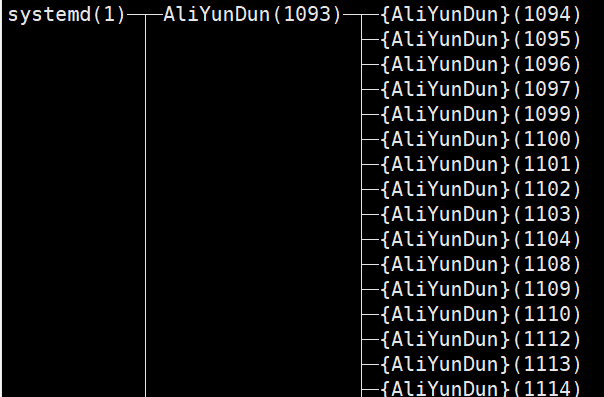 systemd(1)─┬─AliYunDun(1093)─┬─{AliYunDun}(1094)
├─{AliYunDun}(1095)
├─{AliYunDun}(1096)
├─{AliYunDun}(1097)
├─{AliYunDun}(1099)
├─{AliYunDun}(1100)
├─{AliYunDun}(1101)
├─{AliYunDun}(1102)
├─{AliYunDun}(1103)
├─{AliYunDun}(1104)
├─{AliYunDun}(1108)
├─{AliYunDun}(1109)
├─{AliYunDun}(1110)
├─{AliYunDun}(1112)
├─{AliYunDun}(1113)
├─{AliYunDun}(1114)